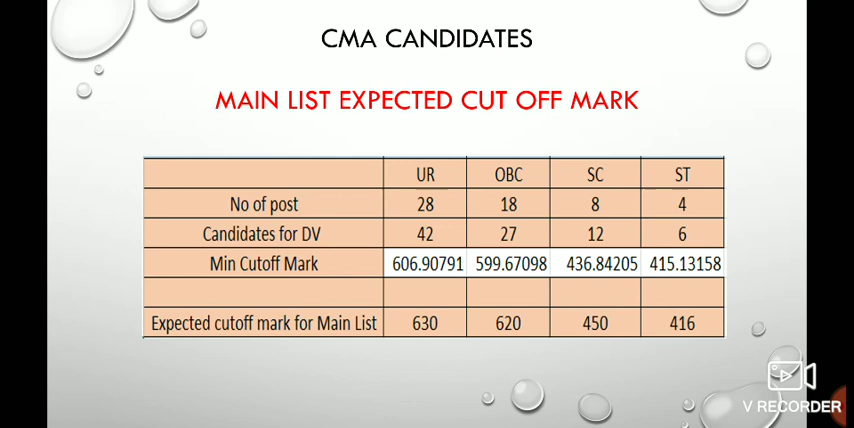 CMA CANDIDATES
MAIN LIST EXPECTED CUT OFF MARK
UR OBC SC ST
No of post 28 18 8 4
Candidates for DV 42 27 12 6
Min Cutoff Mark 606.90791 599.67098 436.84205 415.13158
Expected cutoff mark for Main List 630 620 450 416
V RECORDER